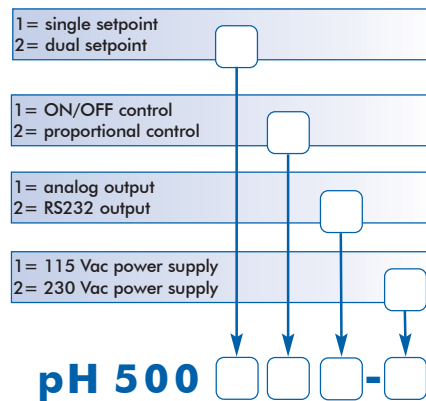 1= single setpoint
2= dual setpoint
1= ON/OFF control
2= proportional control
1= analog output
2= RS232 output
1= 115 Vac power supply
2= 230 Vac power supply
pH 500 -